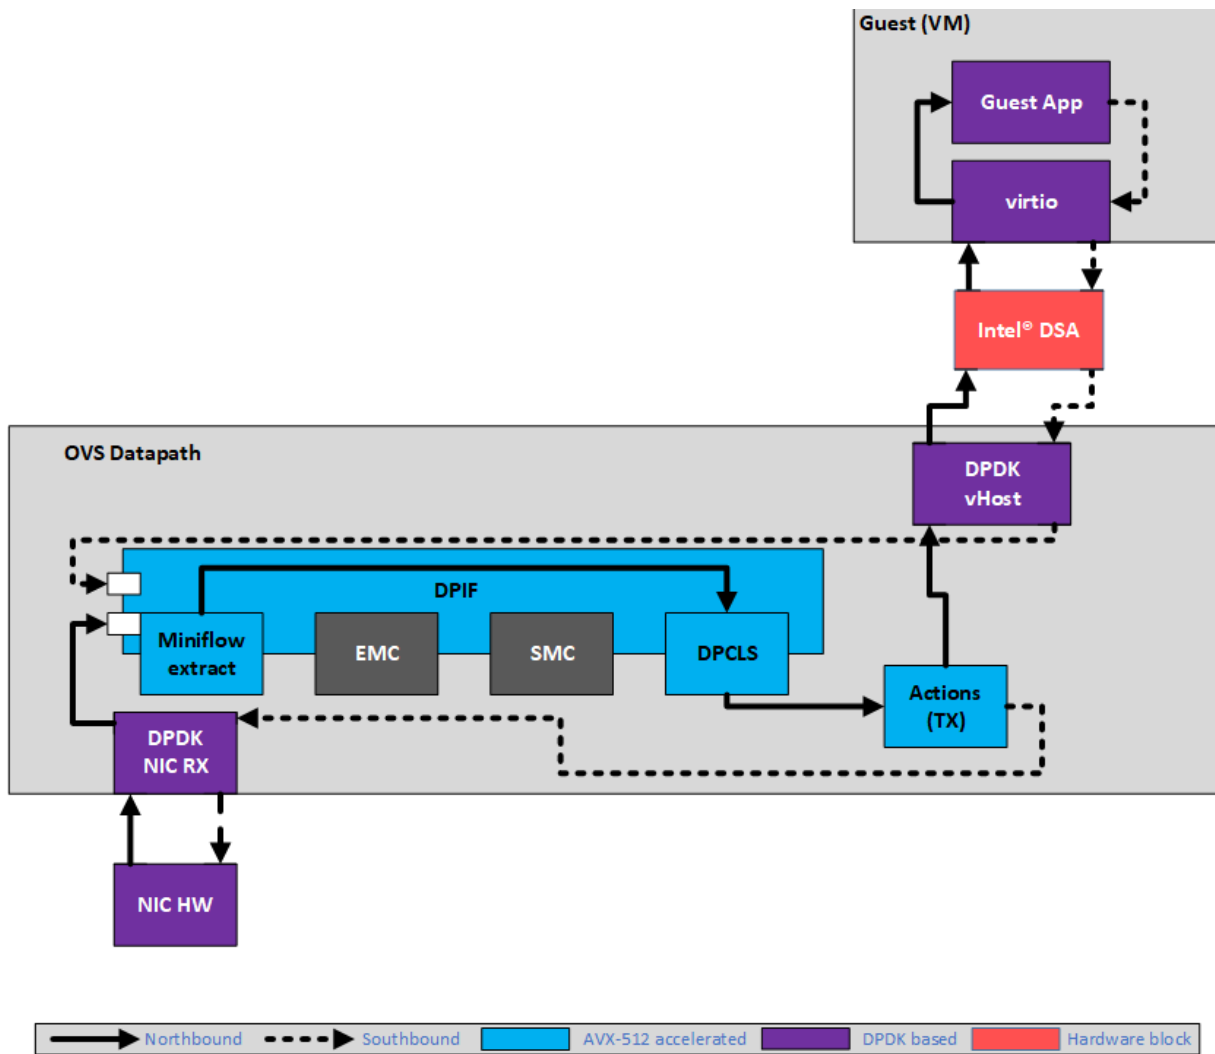 Guest (VM)
Guest App
virtio
Intel® DSA
OVS Datapath
DPDK
vHost
DPIF
Miniflow
extract
EMC
SMC
DPCLS
Actions
(TX)
DPDK
NIC RX
NIC HW
Northbound
Southbound
AVX-512 accelerated
DPDK based
Hardware block